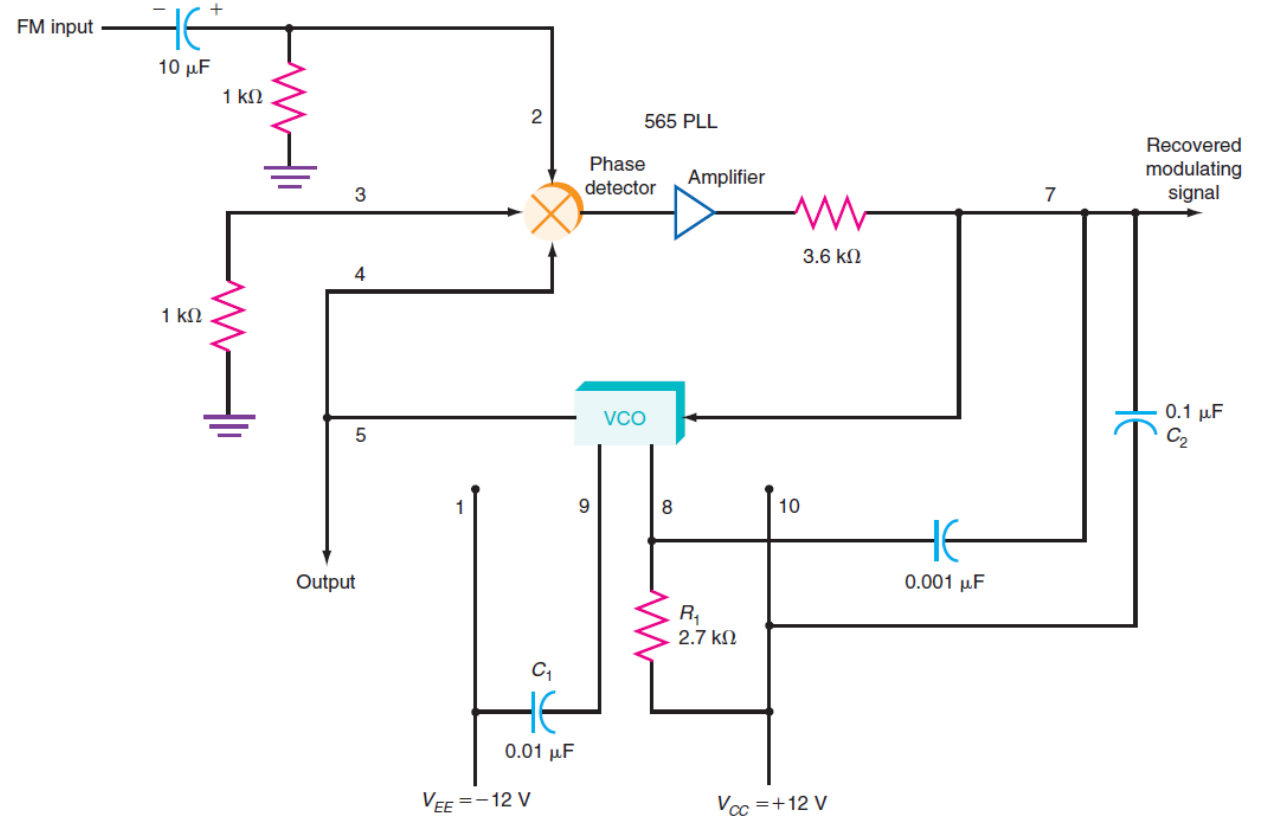 − +
FM input
10 µF
1 kΩ
2
565 PLL
Phase
detector
Amplifier
Recovered
modulating
signal
3
7
3.6 kΩ
4
1 kΩ
VCO
5
0.1 µF
C2
1
9
8
10
Output
0.001 µF
R1
2.7 kΩ
C1
0.01 µF
VEE = −12 V
VCC = +12 V